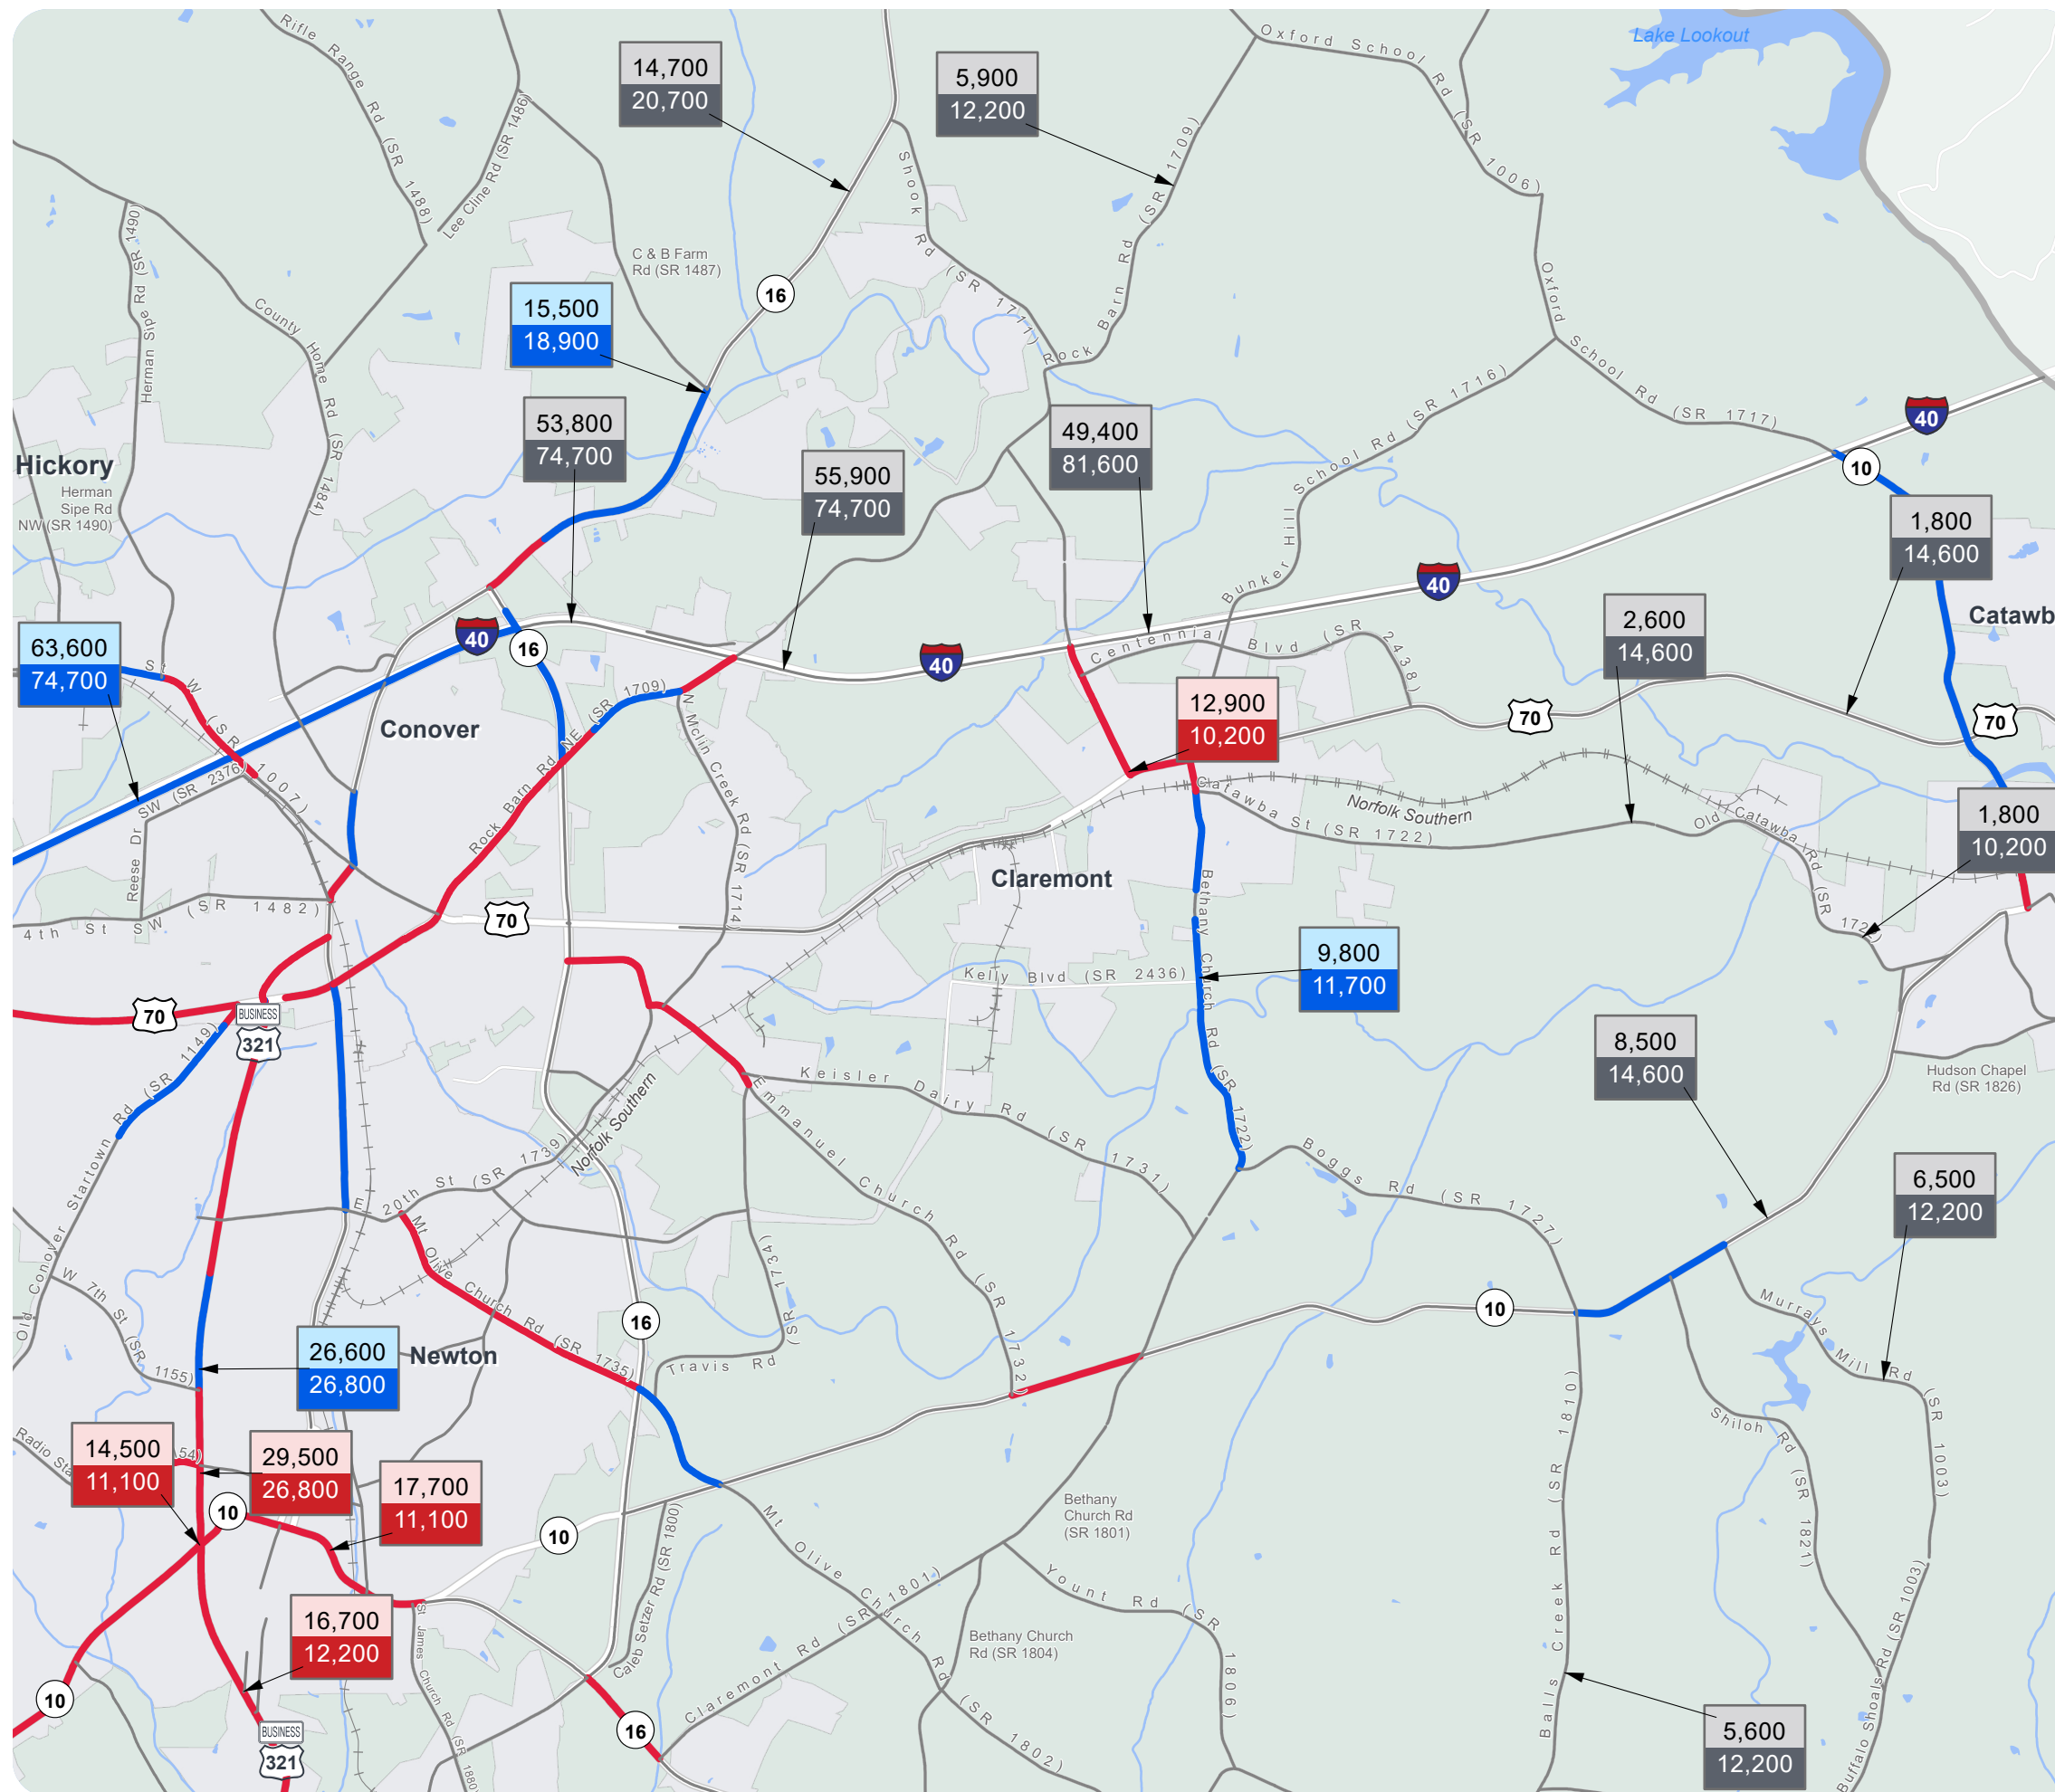 Rifle Range Rd (SR 1488)
Lee Cline Rd (SR 1486)
14,700
20,700
5,900
12,200
Oxford School Rd (SR 1006)
Lake Lookout
Herman Sipe Rd (SR 1490)
County Home Rd (SR 1484)
C & B Farm
Rd (SR 1487)
Shook Rd (SR 1711)
Rock Barn Rd (SR 1709)
16
15,500
18,900
53,800
74,700
55,900
74,700
49,400
81,600
Bunker Hill School Rd (SR 1716)
Oxford School Rd (SR 1717)
40
10
1,800
14,600
Hickory
Herman
Sipe Rd
NW (SR 1490)
63,600
74,700
St W (SR 1007)
40
16
40
40
Centennial Blvd (SR 2438)
2,600
14,600
Catawb
Conover
Rock Barn Rd NE (SR 1709)
N Mclin Creek Rd (SR 1714)
12,900
10,200
70
70
Reese Dr SW (SR 2376)
Catawba St (SR 1722)
Norfolk Southern
Old Catawba Rd (SR 1722)
1,800
10,200
4th St SW (SR 1482)
70
Claremont
Bethany Church Rd (SR 1722)
Kelly Blvd (SR 2436)
9,800
11,700
70
BUSINESS
321
Old Conover Startown Rd (SR 1149)
8,500
14,600
Hudson Chapel
Rd (SR 1826)
Keisler Dairy Rd (SR 1731)
Norfolk Southern
E 20th St (SR 1739)
Emmanuel Church Rd (SR 1732)
Boggs Rd (SR 1727)
6,500
12,200
W 7th St (SR 1155)
Mt Olive Church Rd (SR 1735)
Travis Rd (SR 1734)
16
10
Murrays Mill Rd (SR 1003)
26,600
26,800
Newton
Balls Creek Rd (SR 1810)
Shiloh Rd (SR 1821)
14,500
11,100
29,500
26,800
17,700
11,100
Radio Sta
54)
10
10
Caleb Setzer Rd (SR 1800)
Mt Olive Church Rd (SR 1802)
Bethany
Church Rd
(SR 1801)
Yount Rd (SR 1806)
16,700
12,200
St James Church Rd (SR 1880)
Claremont Rd (SR 1801)
Bethany Church
Rd (SR 1804)
Buffalo Shoals Rd (SR 1003)
10
16
BUSINESS
321
5,600
12,200